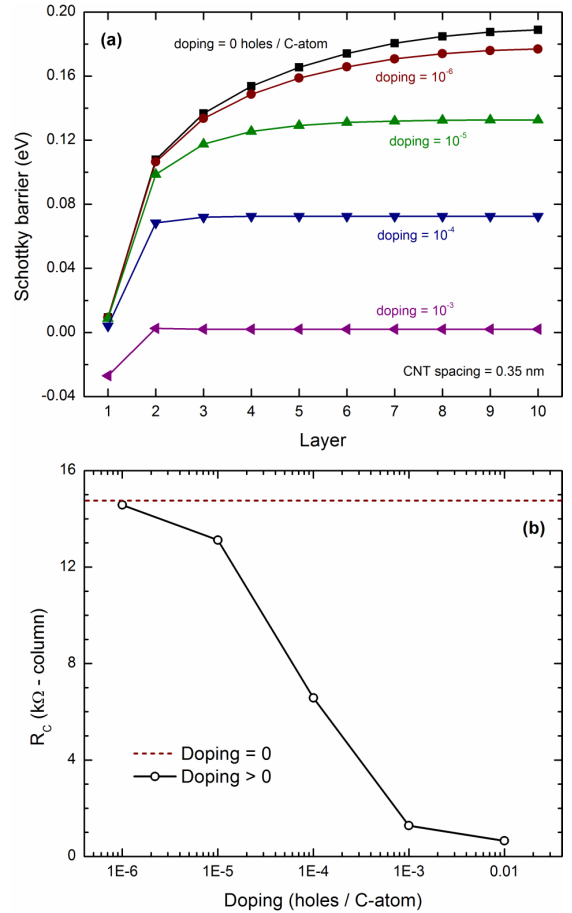 (a)
doping = 0 holes / C-atom
doping = 10⁻⁶
doping = 10⁻⁵
doping = 10⁻⁴
doping = 10⁻³
CNT spacing = 0.35 nm
Schottky barrier (eV)
0.20
0.16
0.12
0.08
0.04
0.00
-0.04
1 2 3 4 5 6 7 8 9 10
Layer
(b)
R_C (kΩ - column)
16
12
8
4
0
Doping = 0
Doping > 0
1E-6 1E-5 1E-4 1E-3 0.01
Doping (holes / C-atom)